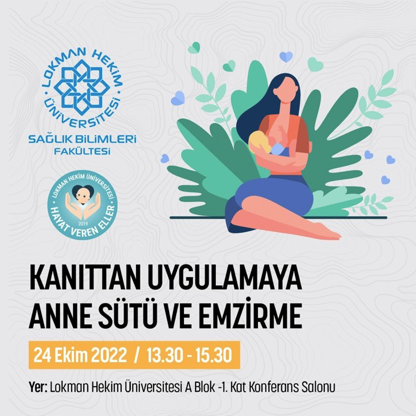 LOKMAN HEKİM ÜNİVERSİTESİ
SAĞLIK BİLİMLERİ
FAKÜLTESİ
LOKMAN HEKİM ÜNİVERSİTESİ
HAYAT VEREN ELLER
KANITTAN UYGULAMAYA
ANNE SÜTÜ VE EMZİRME
24 Ekim 2022 / 13.30 - 15.30
Yer: Lokman Hekim Üniversitesi A Blok -1. Kat Konferans Salonu